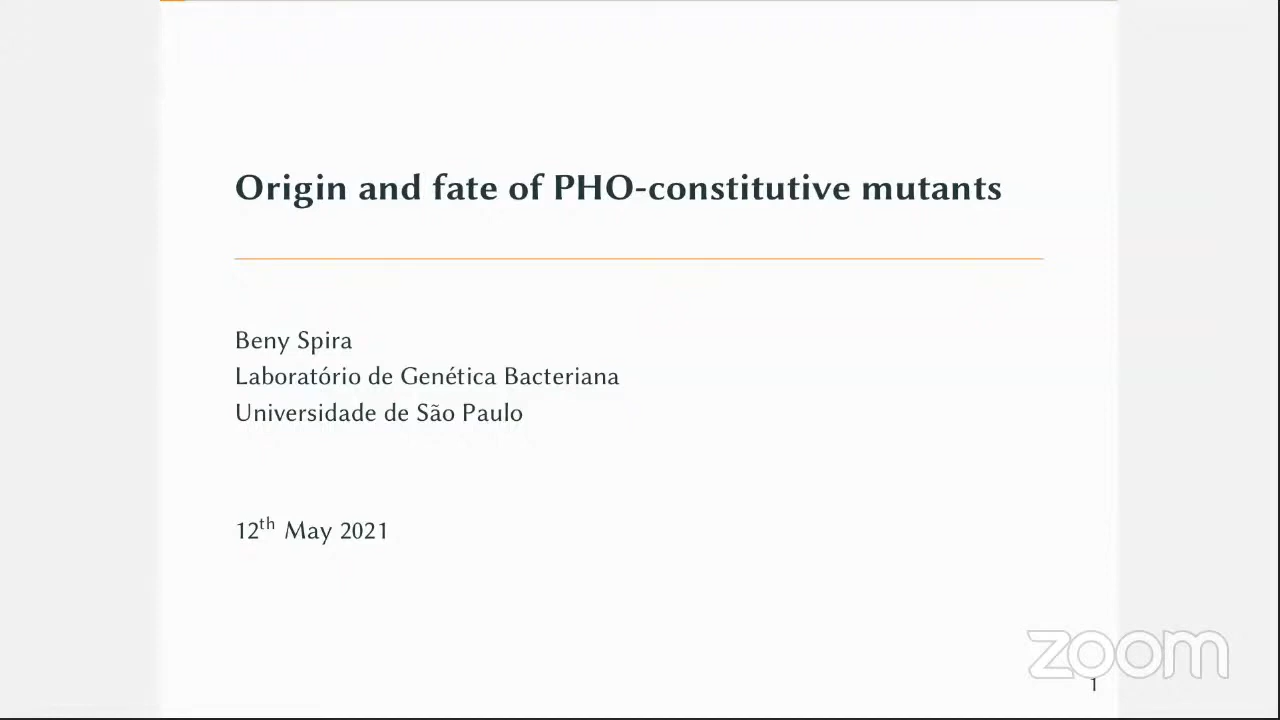 Origin and fate of PHO-constitutive mutants
Beny Spira
Laboratório de Genética Bacteriana
Universidade de São Paulo
12th May 2021
zoom
1